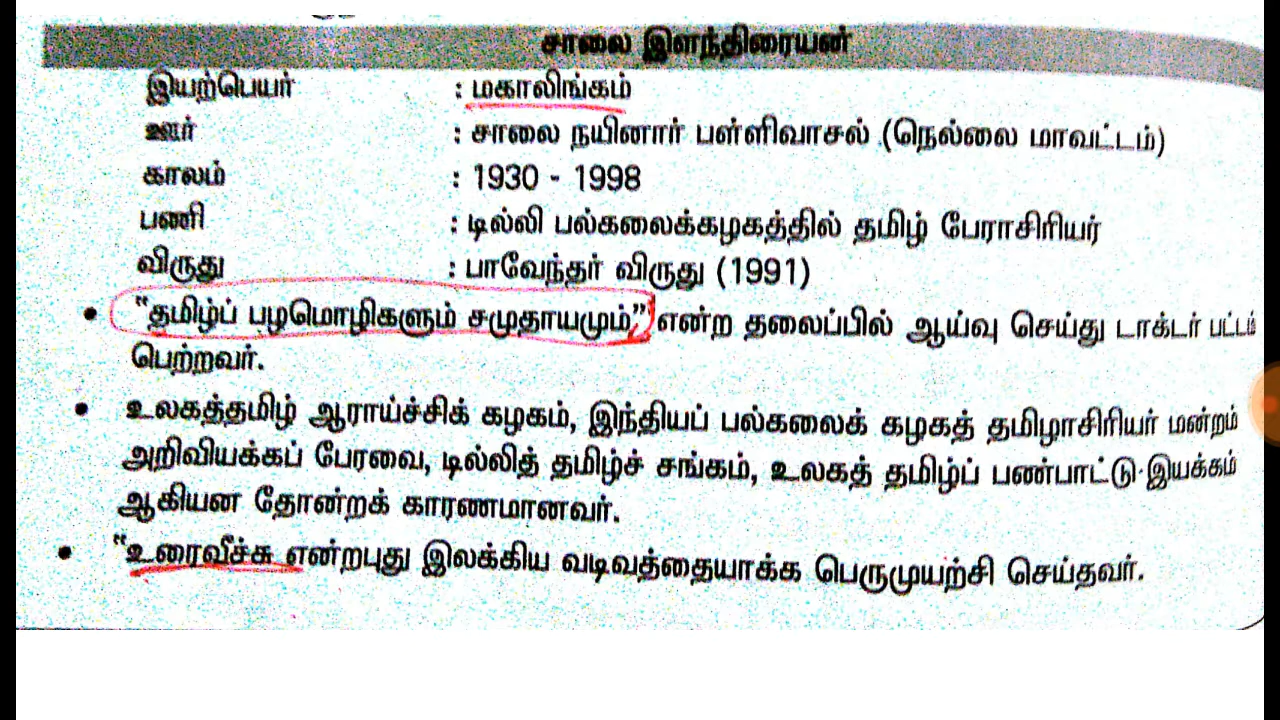 சாலை இளந்திரையன்
இயற்பெயர் : மகாலிங்கம்
ஊர் : சாலை நயினார் பள்ளிவாசல் (நெல்லை மாவட்டம்)
காலம் : 1930 - 1998
பணி : டில்லி பல்கலைக்கழகத்தில் தமிழ் பேராசிரியர்
விருது : பாவேந்தர் விருது (1991)
• "தமிழ்ப் பழமொழிகளும் சமுதாயமும்" என்ற தலைப்பில் ஆய்வு செய்து டாக்டர் பட்டம்
பெற்றவர்.
• உலகத்தமிழ் ஆராய்ச்சிக் கழகம், இந்தியப் பல்கலைக் கழகத் தமிழாசிரியர் மன்றம்
அறிவியக்கப் பேரவை, டில்லித் தமிழ்ச் சங்கம், உலகத் தமிழ்ப் பண்பாட்டு இயக்கம்
ஆகியன தோன்றக் காரணமானவர்.
• "உரைவீச்சு என்றபுது இலக்கிய வடிவத்தையாக்க பெருமுயற்சி செய்தவர்.